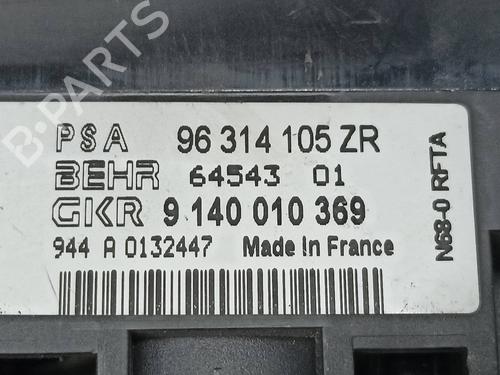 PSA 96 314 105 ZR
BEHR 64543 01
GKR 9 140 010 369
944 A 0132447 Made in France
N68-0 RFTA
B-PARTS